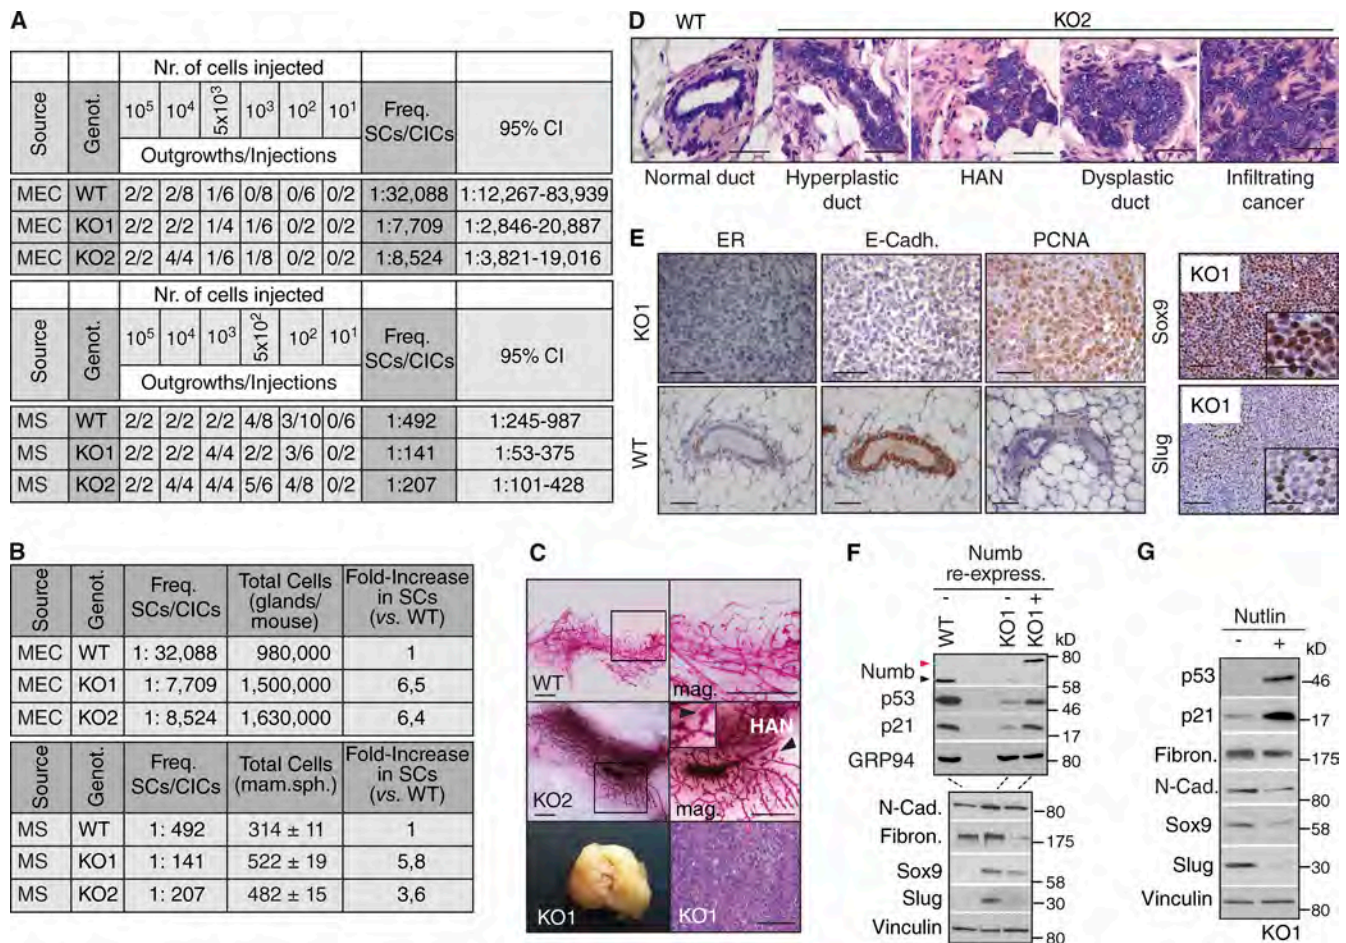 A
Nr. of cells injected
Source Genot. 10⁵ 10⁴ 5x10³ 10³ 10² 10¹ Freq. SCs/CICs 95% CI
Outgrowths/Injections
MEC WT 2/2 2/8 1/6 0/8 0/6 0/2 1:32,088 1:12,267-83,939
MEC KO1 2/2 2/2 1/4 1/6 0/2 0/2 1:7,709 1:2,846-20,887
MEC KO2 2/2 4/4 1/6 1/8 0/2 0/2 1:8,524 1:3,821-19,016
Nr. of cells injected
Source Genot. 10⁵ 10⁴ 10³ 5x10² 10² 10¹ Freq. SCs/CICs 95% CI
Outgrowths/Injections
MS WT 2/2 2/2 2/2 4/8 3/10 0/6 1:492 1:245-987
MS KO1 2/2 2/2 4/4 2/2 3/6 0/2 1:141 1:53-375
MS KO2 2/2 4/4 4/4 5/6 4/8 0/2 1:207 1:101-428
B
Source Genot. Freq. SCs/CICs Total Cells (glands/ mouse) Fold-Increase in SCs (vs. WT)
MEC WT 1: 32,088 980,000 1
MEC KO1 1: 7,709 1,500,000 6,5
MEC KO2 1: 8,524 1,630,000 6,4
Source Genot. Freq. SCs/CICs Total Cells (mam.sph.) Fold-Increase in SCs (vs. WT)
MS WT 1: 492 314 ± 11 1
MS KO1 1: 141 522 ± 19 5,8
MS KO2 1: 207 482 ± 15 3,6
C
WT mag.
HAN
KO2 mag.
KO1 KO1
D
WT KO2
Normal duct Hyperplastic duct HAN Dysplastic duct Infiltrating cancer
E
ER E-Cadh. PCNA
KO1 Sox9 KO1
WT Slug KO1
F
Numb
re-express.
- - +
WT KO1 KO1 kD
80
Numb
58
p53
46
p21
17
GRP94 80
N-Cad. 80
Fibron. 175
Sox9
58
Slug 30
Vinculin
80
G
Nutlin
- + kD
p53 46
p21 17
Fibron. 175
N-Cad.
80
Sox9 58
Slug 30
Vinculin
80
KO1